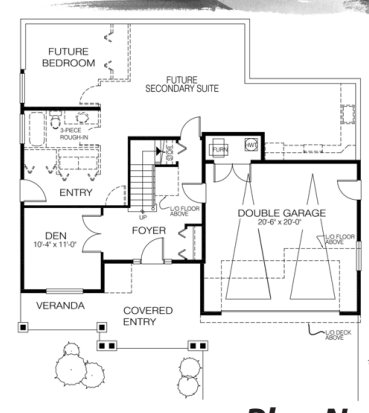 FUTURE
BEDROOM
FUTURE
SECONDARY SUITE
3-PIECE
ROUGH-IN
FURN
HWT
ENTRY
UP
L/O FLOOR
ABOVE
DEN
10'-4" x 11'-0"
FOYER
DOUBLE GARAGE
20'-6" x 20'-0"
L/O FLOOR
ABOVE
VERANDA
COVERED
ENTRY
L/O DECK
ABOVE